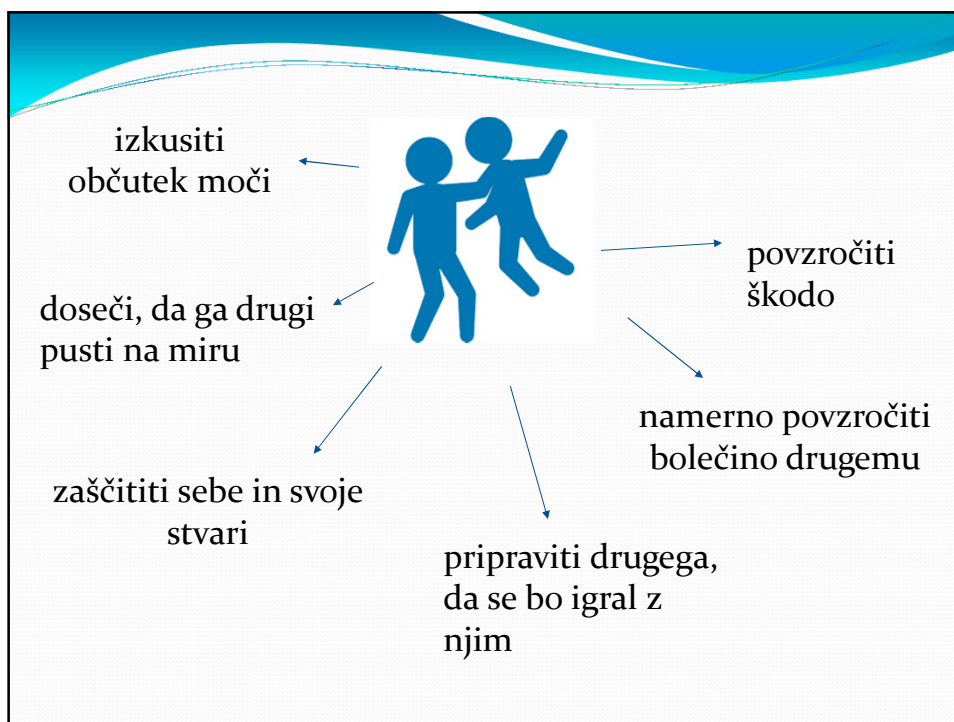 izkusiti
občutek moči
povzročiti
škodo
doseči, da ga drugi
pusti na miru
namerno povzročiti
bolečino drugemu
zaščititi sebe in svoje
stvari
pripraviti drugega,
da se bo igral z
njim